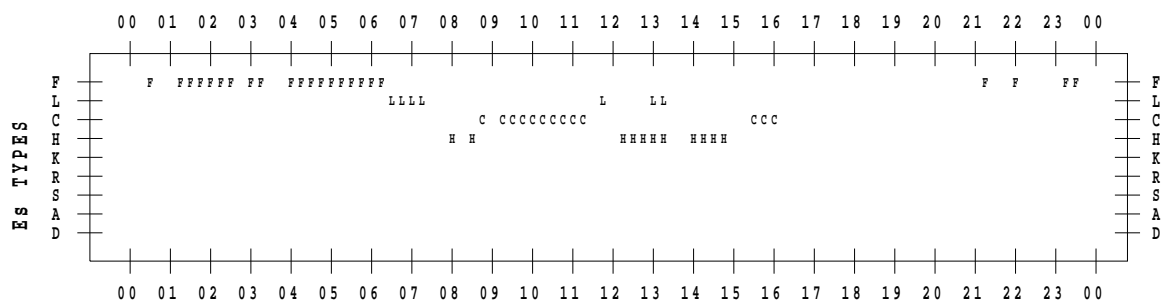 00 01 02 03 04 05 06 07 08 09 10 11 12 13 14 15 16 17 18 19 20 21 22 23 00
F F FFFFFF FF FFFFFFFFFF F F FF F
L LLLL L LL L
C C CCCCCCCCC CCC C
H H H HHHHH HHHH H
K K
R R
S S
A A
D D
Es TYPES
00 01 02 03 04 05 06 07 08 09 10 11 12 13 14 15 16 17 18 19 20 21 22 23 00